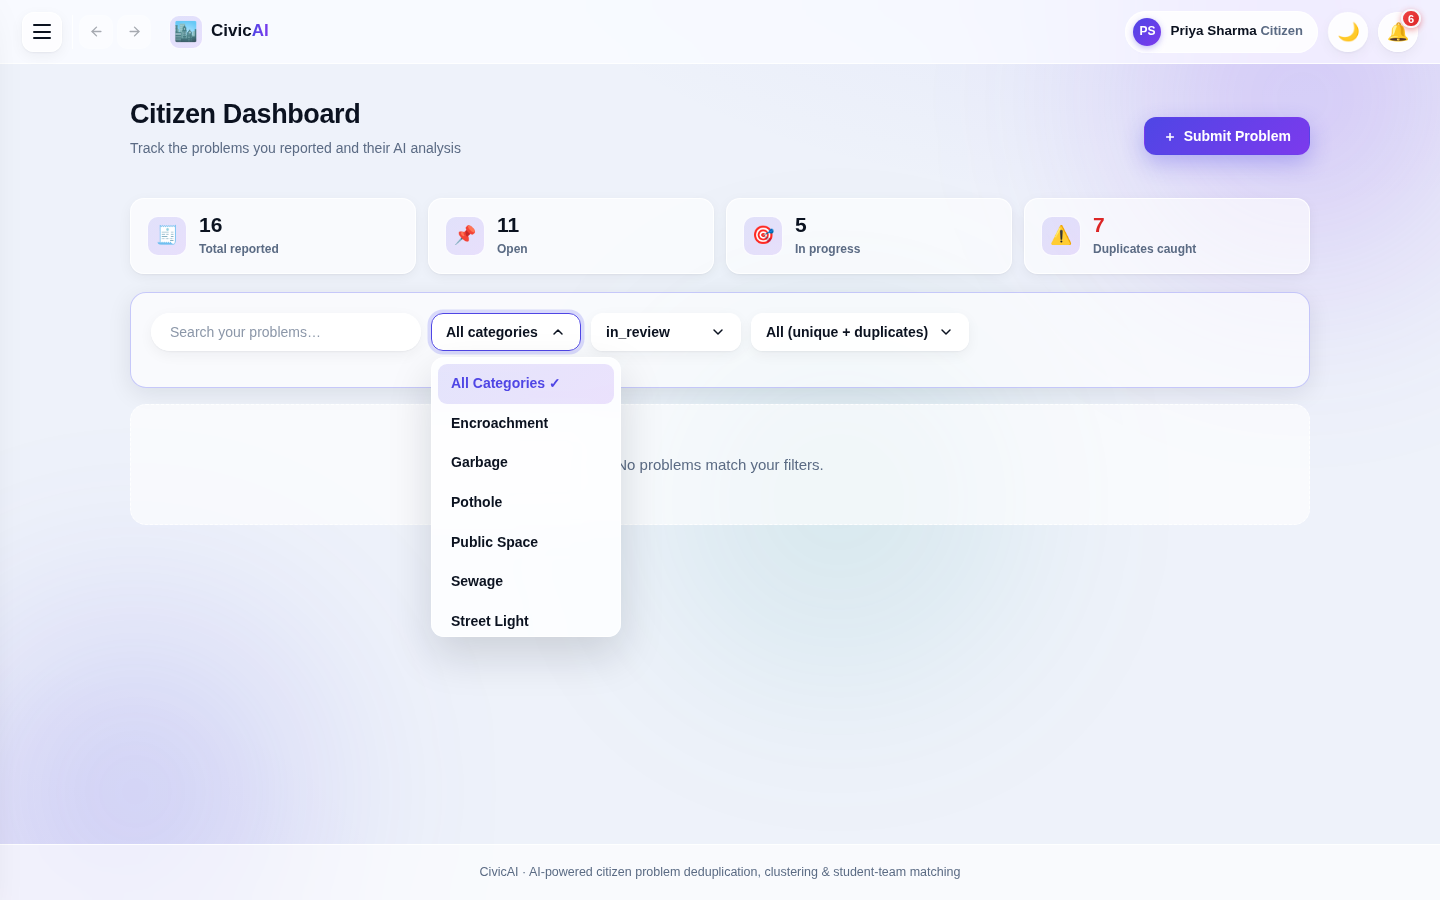 CivicAI
PS Priya Sharma Citizen
6
Citizen Dashboard
Track the problems you reported and their AI analysis
+ Submit Problem
16
Total reported
11
Open
5
In progress
7
Duplicates caught
Search your problems…
All categories
in_review
All (unique + duplicates)
All Categories ✓
Encroachment
Garbage
Pothole
Public Space
Sewage
Street Light
No problems match your filters.
CivicAI · AI-powered citizen problem deduplication, clustering & student-team matching